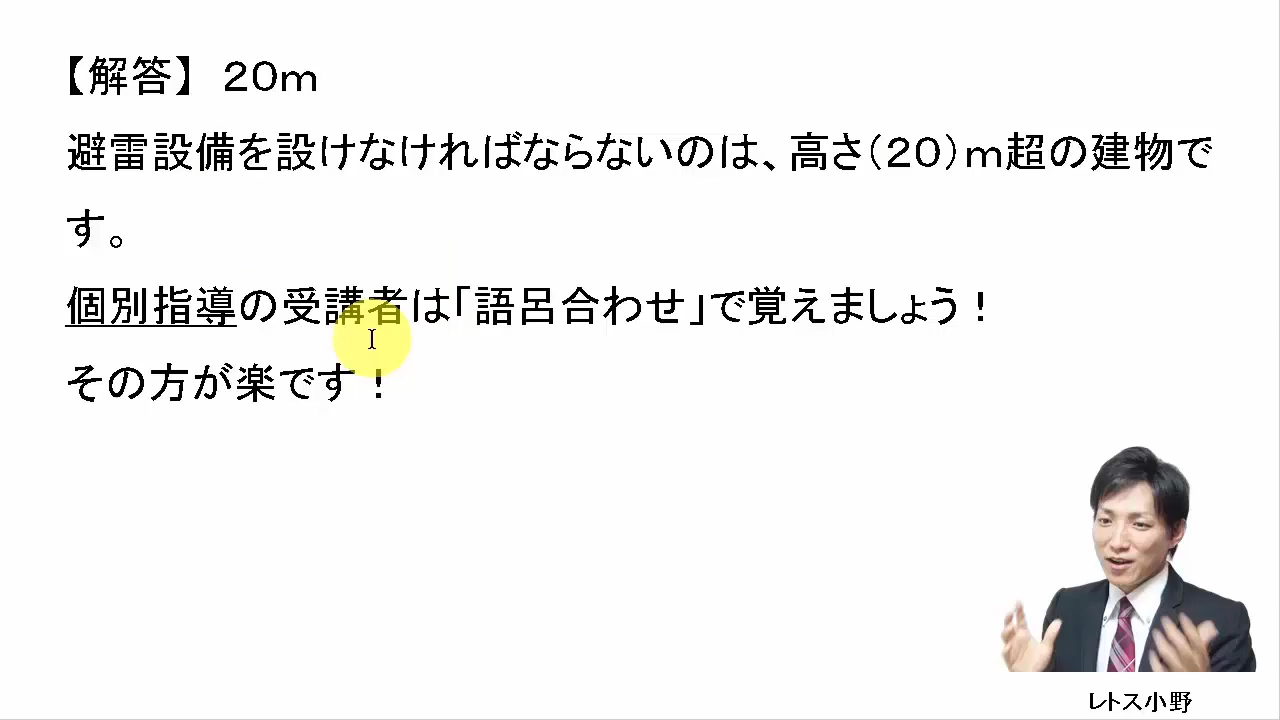 【解答】 20m
避雷設備を設けなければならないのは、高さ(20)m超の建物で
す。
個別指導の受講者は「語呂合わせ」で覚えましょう！
その方が楽です！
レトス小野